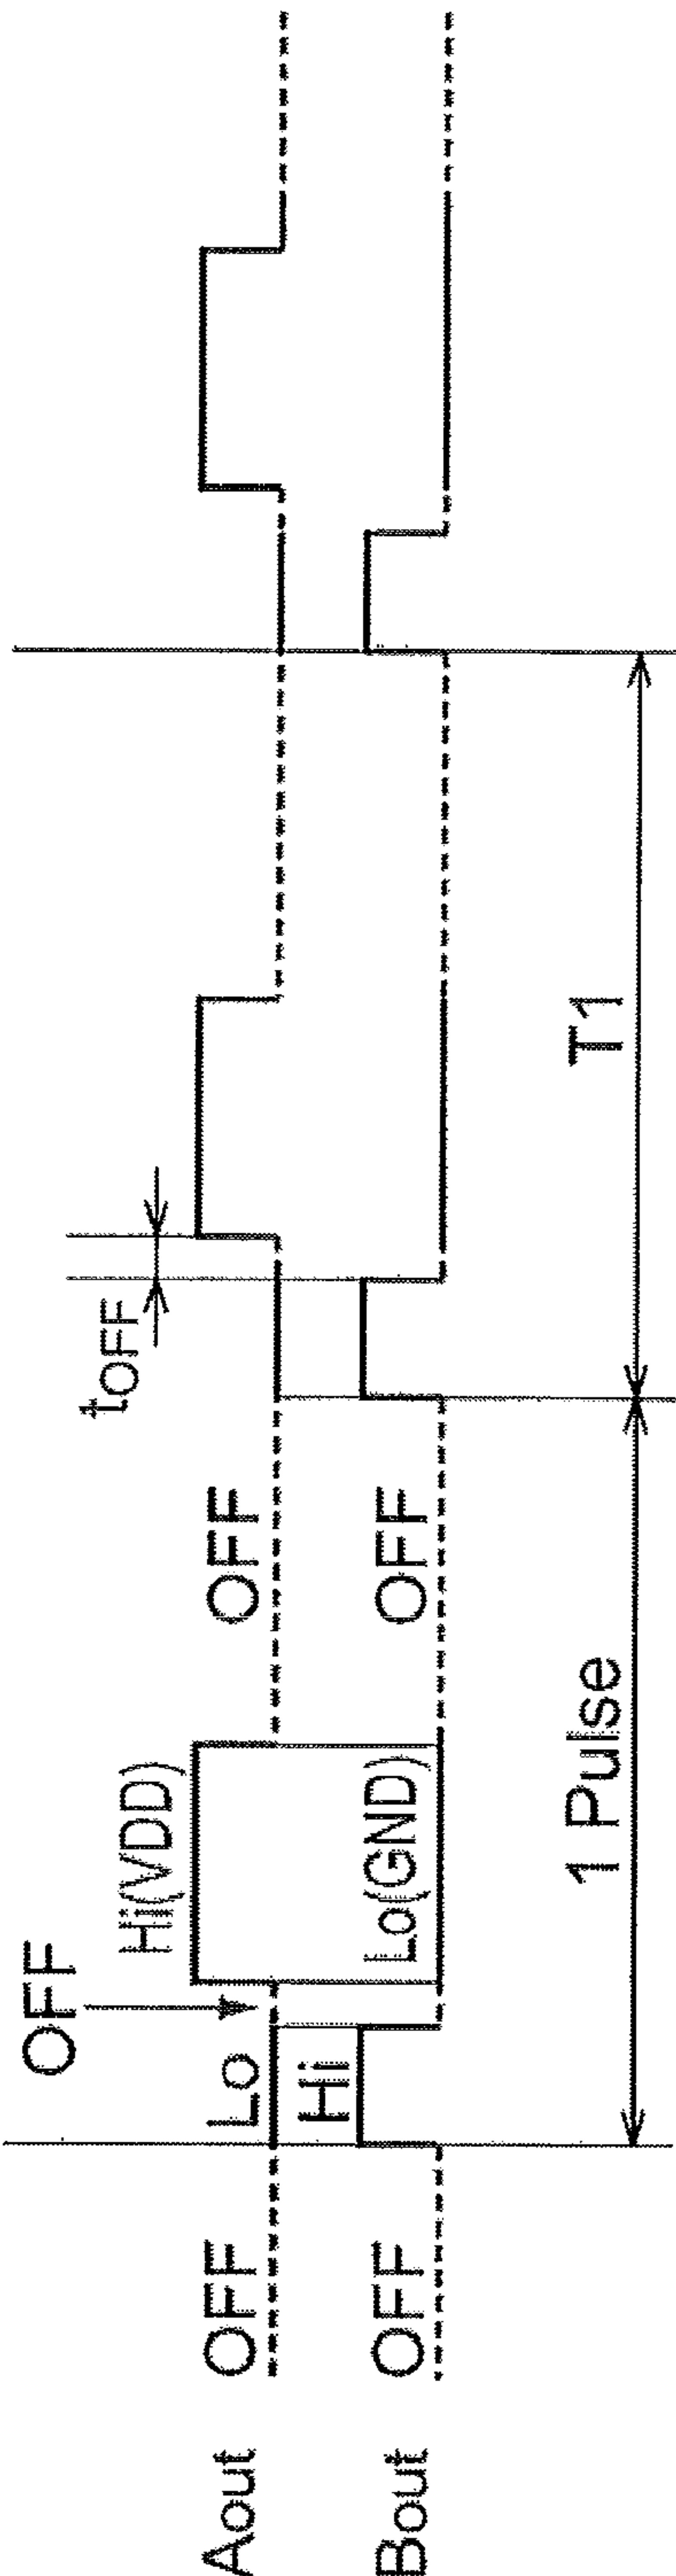 OFF
Hi(VDD)
tOFF
Aout
OFF
Lo
OFF
Hi
Lo(GND)
Bout
OFF
OFF
1 Pulse
T1